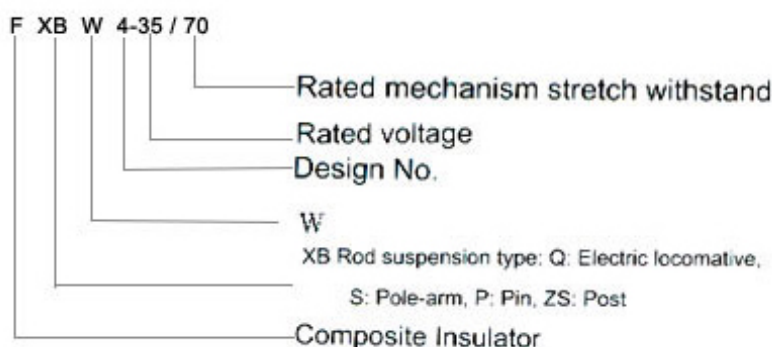 F XB W 4-35 / 70
Rated mechanism stretch withstand
Rated voltage
Design No.
W
XB Rod suspension type: Q: Electric locomative,
S: Pole-arm, P: Pin, ZS: Post
Composite Insulator